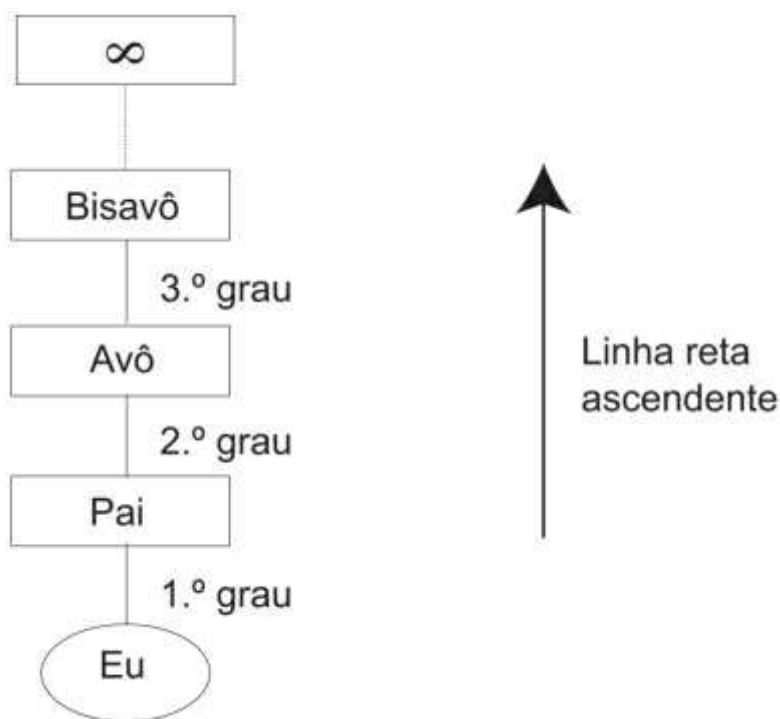 ∞
Bisavô
3.º grau
Avô
Linha reta
ascendente
2.º grau
Pai
1.º grau
Eu